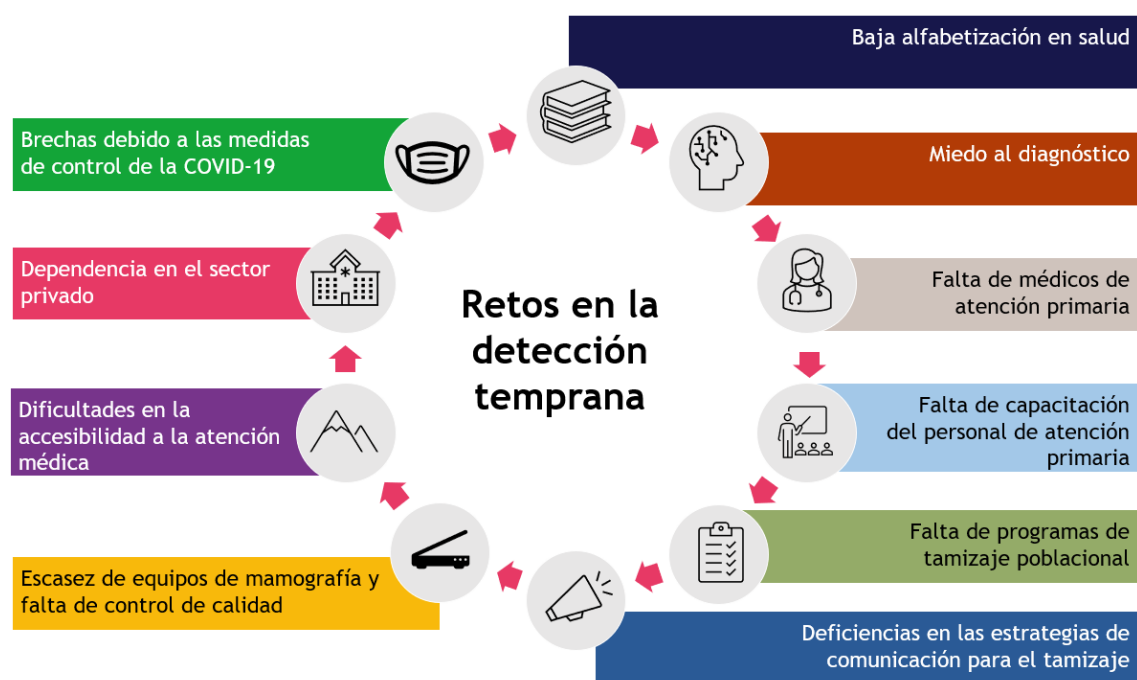 Retos en la
detección
temprana
Baja alfabetización en salud
Miedo al diagnóstico
Falta de médicos de
atención primaria
Falta de capacitación
del personal de atención
primaria
Falta de programas de
tamizaje poblacional
Deficiencias en las estrategias de
comunicación para el tamizaje
Escasez de equipos de mamografía y
falta de control de calidad
Dificultades en la
accesibilidad a la atención
médica
Dependencia en el sector
privado
Brechas debido a las medidas
de control de la COVID-19